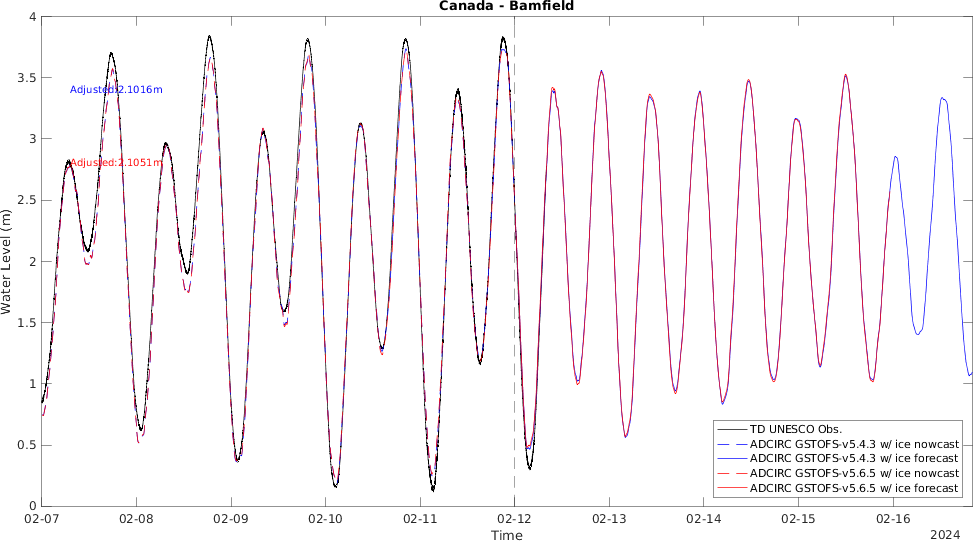 Canada - Bamfield
4
3.5
3
2.5
2
1.5
1
0.5
0
Water Level (m)
Adjusted:2.1016m
Adjusted:2.1051m
TD UNESCO Obs.
ADCIRC GSTOFS-v5.4.3 w/ ice nowcast
ADCIRC GSTOFS-v5.4.3 w/ ice forecast
ADCIRC GSTOFS-v5.6.5 w/ ice nowcast
ADCIRC GSTOFS-v5.6.5 w/ ice forecast
02-07 02-08 02-09 02-10 02-11 02-12 02-13 02-14 02-15 02-16
Time
2024